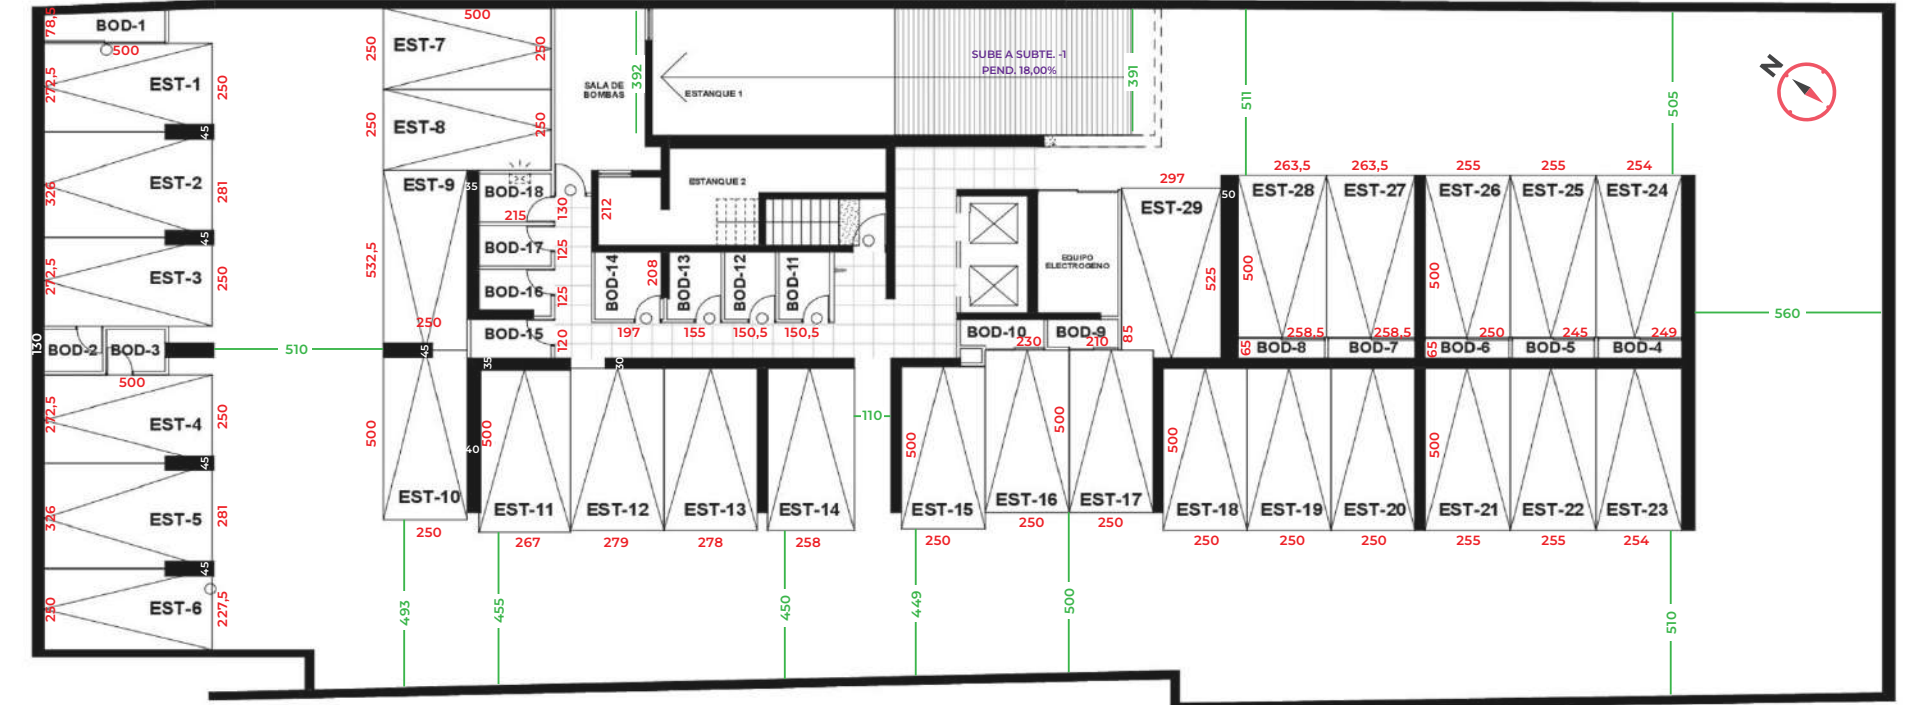 78,5
BOD-1
500
272,5
EST-1
250
45
326
EST-2
281
45
272,5
EST-3
250
130
BOD-2
BOD-3
500
272,5
EST-4
250
45
326
EST-5
281
45
250
EST-6
227,5
510
500
250
EST-7
250
250
EST-8
250
EST-9
35
532,5
250
45
500
EST-10
250
493
392
SALA DE
BOMBAS
ESTANQUE 1
SUBE A SUBTE. -1
PEND. 18,00%
391
BOD-18
215
130
BOD-17
125
BOD-16
125
BOD-15
120
35
212
ESTANQUE 2
BOD-14
208
BOD-13
BOD-12
BOD-11
197
155
150,5
150,5
30
40
500
EST-11
267
EST-12
279
EST-13
278
EST-14
258
455
450
110
EQUIPO
ELECTROGENO
BOD-10
230
BOD-9
210
85
297
EST-29
525
50
500
EST-15
250
449
EST-16
250
500
EST-17
250
500
511
505
N
263,5
263,5
255
255
254
EST-28
EST-27
EST-26
EST-25
EST-24
500
500
258,5
258,5
250
245
249
65
BOD-8
BOD-7
65
BOD-6
BOD-5
BOD-4
560
500
500
EST-18
EST-19
EST-20
EST-21
EST-22
EST-23
250
250
250
255
255
254
510